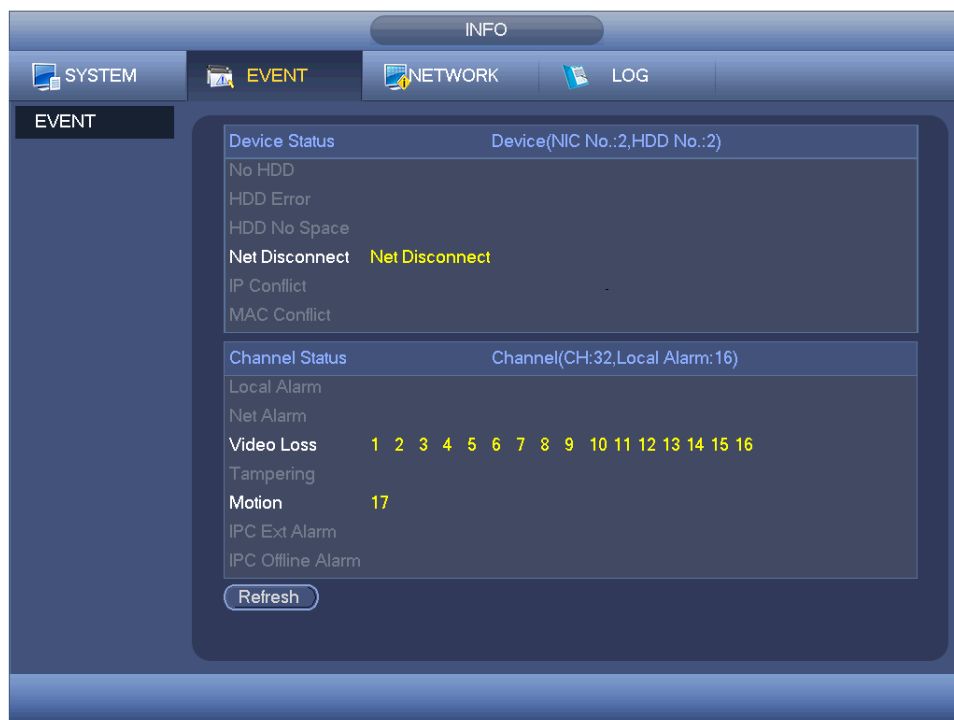 INFO
SYSTEM EVENT NETWORK LOG
EVENT
Device Status Device(NIC No.:2,HDD No.:2)
No HDD
HDD Error
HDD No Space
Net Disconnect Net Disconnect
IP Conflict
MAC Conflict
Channel Status Channel(CH:32,Local Alarm:16)
Local Alarm
Net Alarm
Video Loss 1 2 3 4 5 6 7 8 9 10 11 12 13 14 15 16
Tampering
Motion 17
IPC Ext Alarm
IPC Offline Alarm
Refresh